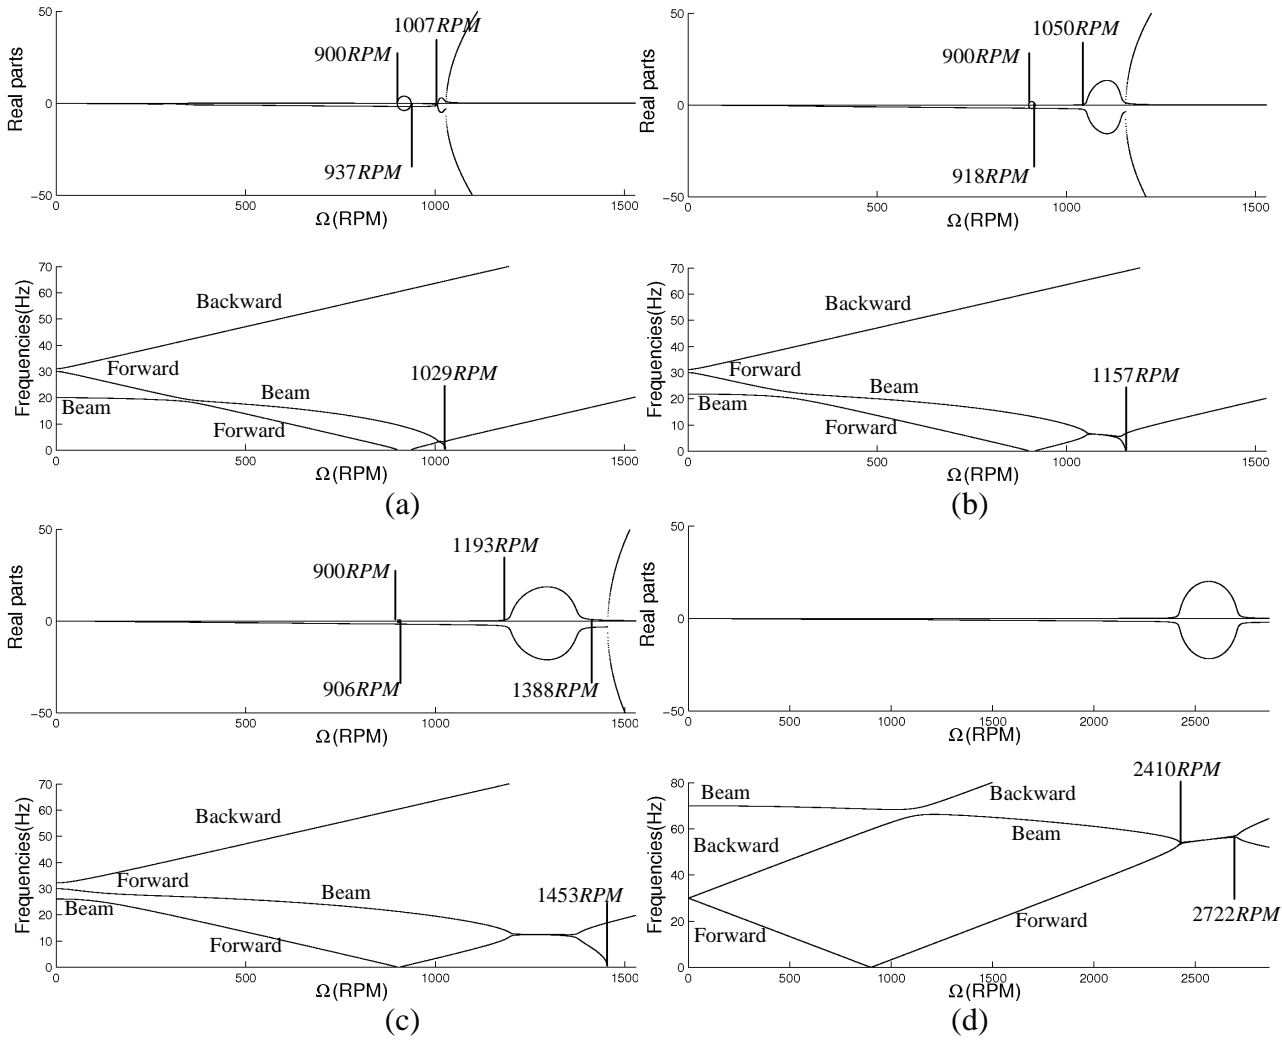 50
0
−50
Real parts
900RPM
1007RPM
937RPM
0
500
1000
1500
Ω(RPM)
70
60
50
40
30
20
10
0
Frequencies(Hz)
Backward
Forward
Beam
Beam
Forward
1029RPM
0
500
1000
1500
Ω(RPM)
(a)
50
0
−50
Real parts
900RPM
1050RPM
918RPM
0
500
1000
1500
Ω(RPM)
70
60
50
40
30
20
10
0
Frequencies(Hz)
Backward
Forward
Beam
Beam
Forward
1157RPM
0
500
1000
1500
Ω(RPM)
(b)
50
0
−50
Real parts
900RPM
1193RPM
906RPM
1388RPM
0
500
1000
1500
Ω(RPM)
70
60
50
40
30
20
10
0
Frequencies(Hz)
Backward
Forward
Beam
Beam
Forward
1453RPM
0
500
1000
1500
Ω(RPM)
(c)
50
0
−50
Real parts
0
500
1000
1500
2000
2500
Ω(RPM)
80
60
40
20
0
Frequencies(Hz)
2410RPM
Beam
Backward
Beam
Backward
Forward
Forward
2722RPM
0
500
1000
1500
2000
2500
Ω(RPM)
(d)